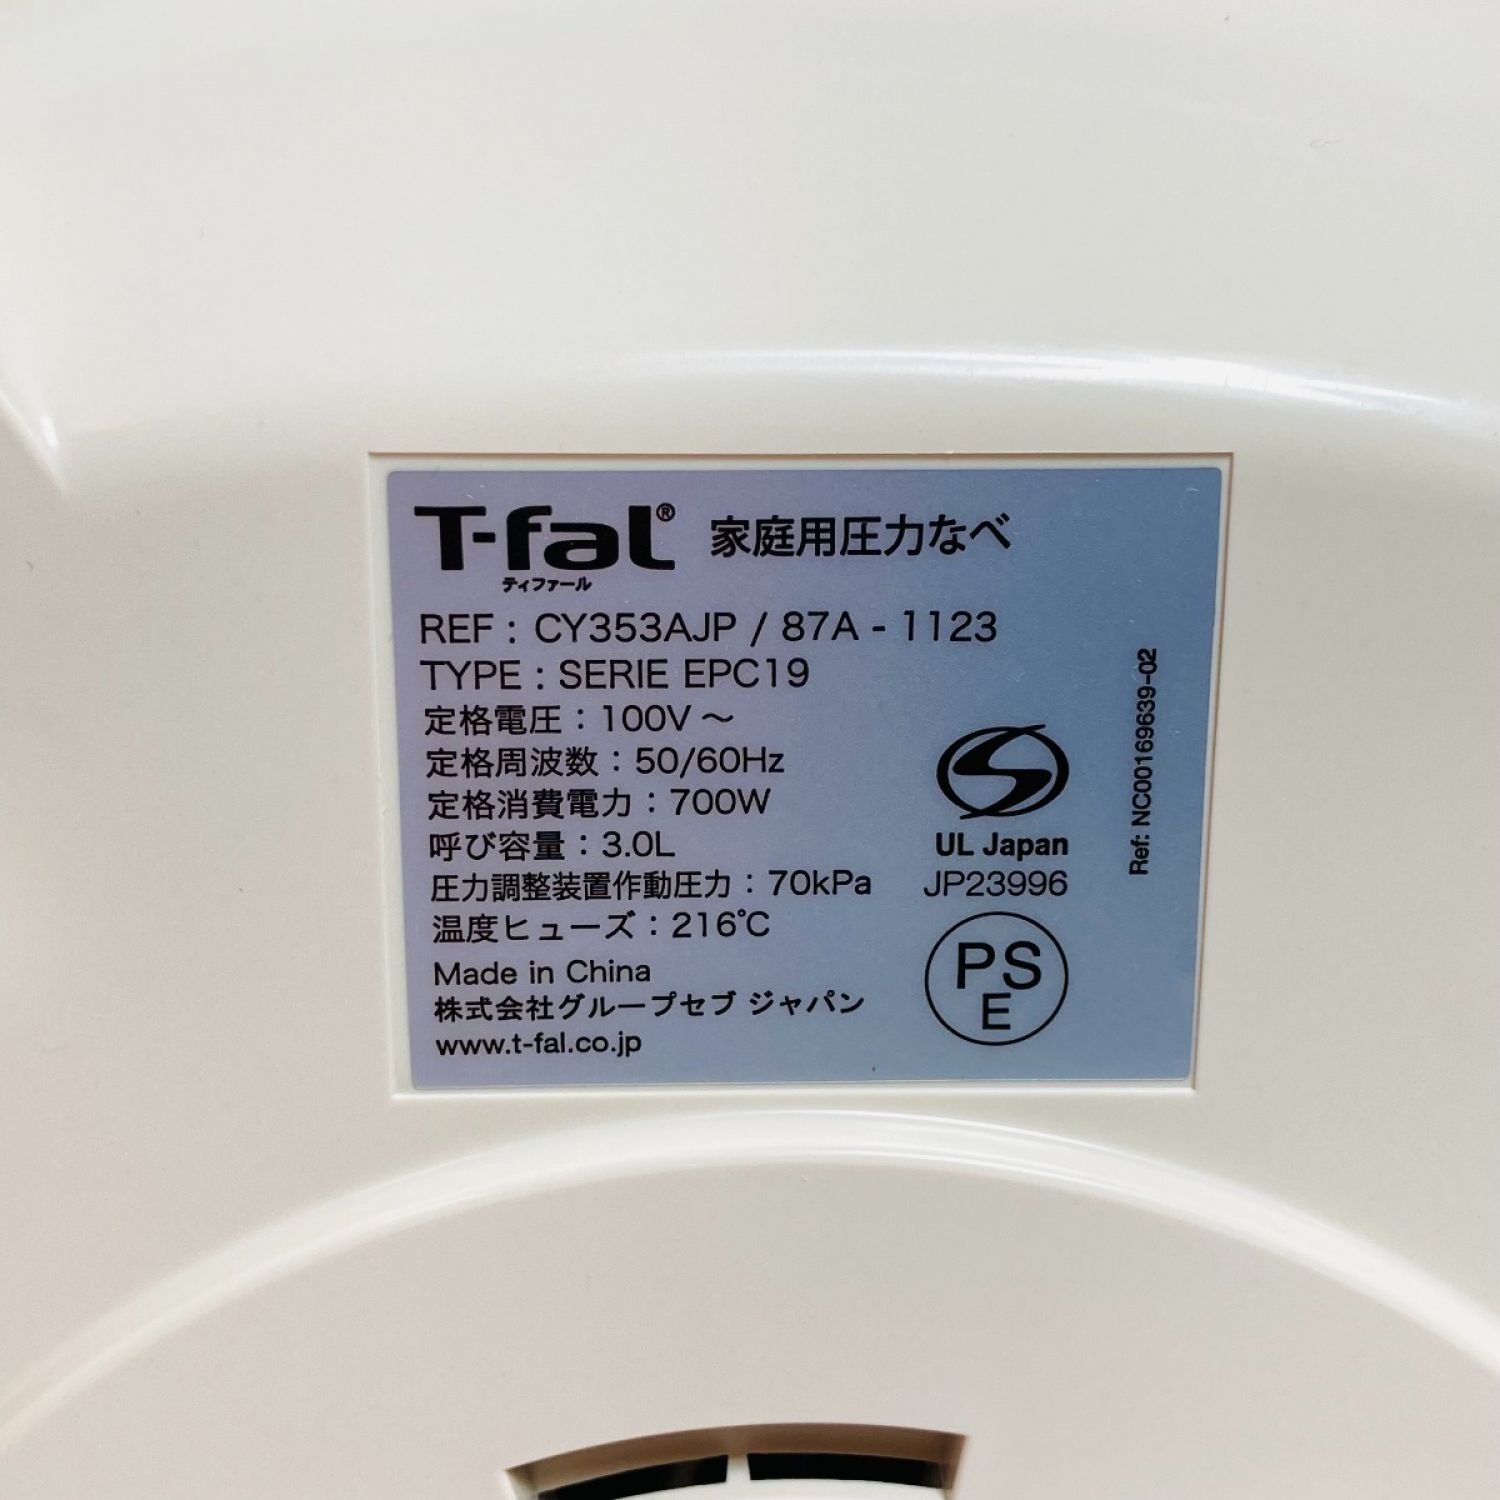 T-fal® 家庭用圧力なべ
ティファール
REF : CY353AJP / 87A - 1123
TYPE : SERIE EPC19
定格電圧：100V～
定格周波数：50/60Hz
定格消費電力：700W
呼び容量：3.0L
圧力調整装置作動圧力：70kPa
温度ヒューズ：216℃
Made in China
株式会社グループセブ ジャパン
www.t-fal.co.jp
S
UL Japan
JP23996
PS
E
Ref: NC00169639-02